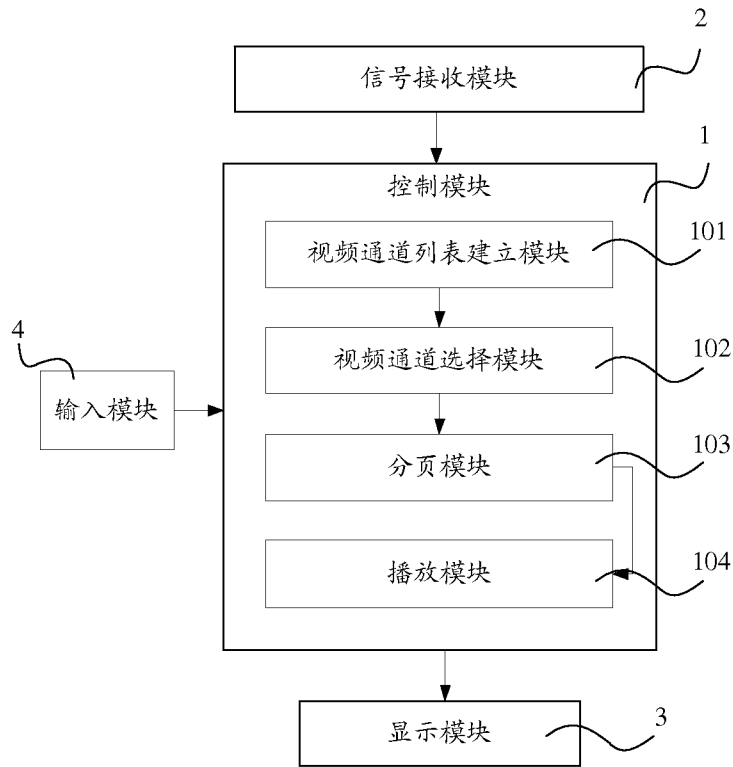 2
信号接收模块
1
控制模块
101
视频通道列表建立模块
4
102
视频通道选择模块
输入模块
103
分页模块
104
播放模块
3
显示模块